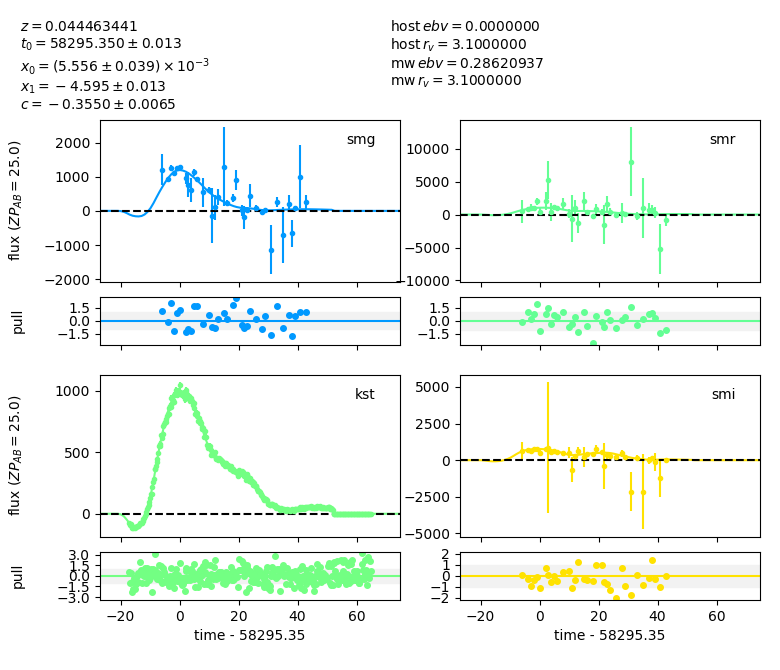 z = 0.044463441
t₀ = 58295.350 ± 0.013
x₀ = (5.556 ± 0.039) × 10⁻³
x₁ = −4.595 ± 0.013
c = −0.3550 ± 0.0065
host ebv = 0.0000000
host r_v = 3.1000000
mw ebv = 0.28620937
mw r_v = 3.1000000
smg
2000
1000
0
−1000
−2000
flux (ZP_AB = 25.0)
smr
10000
5000
0
−5000
−10000
1.5
0.0
−1.5
pull
1.5
0.0
−1.5
kst
1000
500
0
flux (ZP_AB = 25.0)
smi
5000
2500
0
−2500
−5000
3.0
1.5
0.0
−1.5
−3.0
pull
2
1
0
−1
−2
−20 0 20 40 60
time - 58295.35
−20 0 20 40 60
time - 58295.35